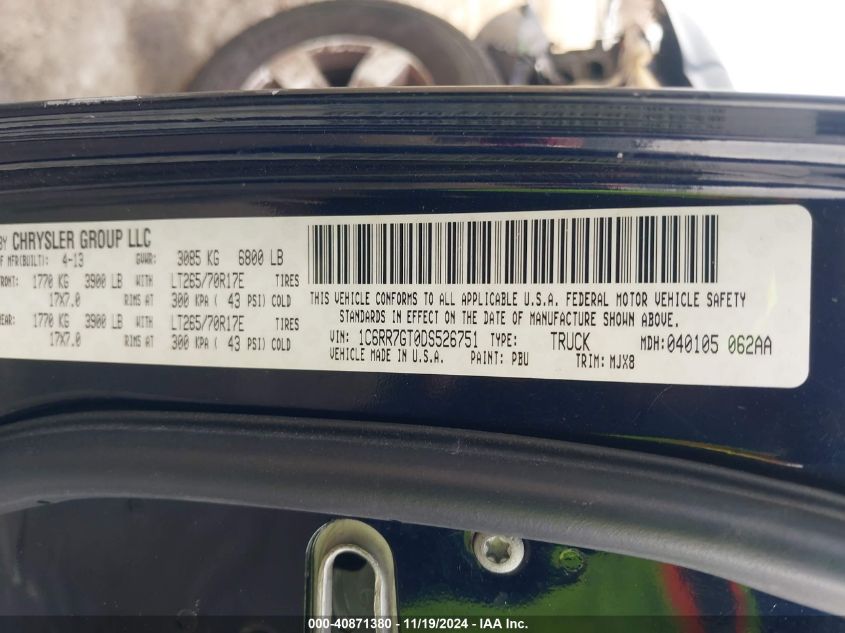 BY CHRYSLER GROUP LLC
OF MFR(BUILT): 4-13 GVWR: 3085 KG 6800 LB
FRONT: 1770 KG 3900 LB WITH LT265/70R17E TIRES
17X7.0 RIMS AT 300 KPA ( 43 PSI) COLD
REAR: 1770 KG 3900 LB WITH LT265/70R17E TIRES
17X7.0 RIMS AT 300 KPA ( 43 PSI) COLD
THIS VEHICLE CONFORMS TO ALL APPLICABLE U.S.A. FEDERAL MOTOR VEHICLE SAFETY
STANDARDS IN EFFECT ON THE DATE OF MANUFACTURE SHOWN ABOVE.
VIN: 1C6RR7GT0DS526751 TYPE: TRUCK MDH: 040105 062AA
VEHICLE MADE IN U.S.A. PAINT: PBU TRIM: MJX8
000-40871380 - 11/19/2024 - IAA Inc.